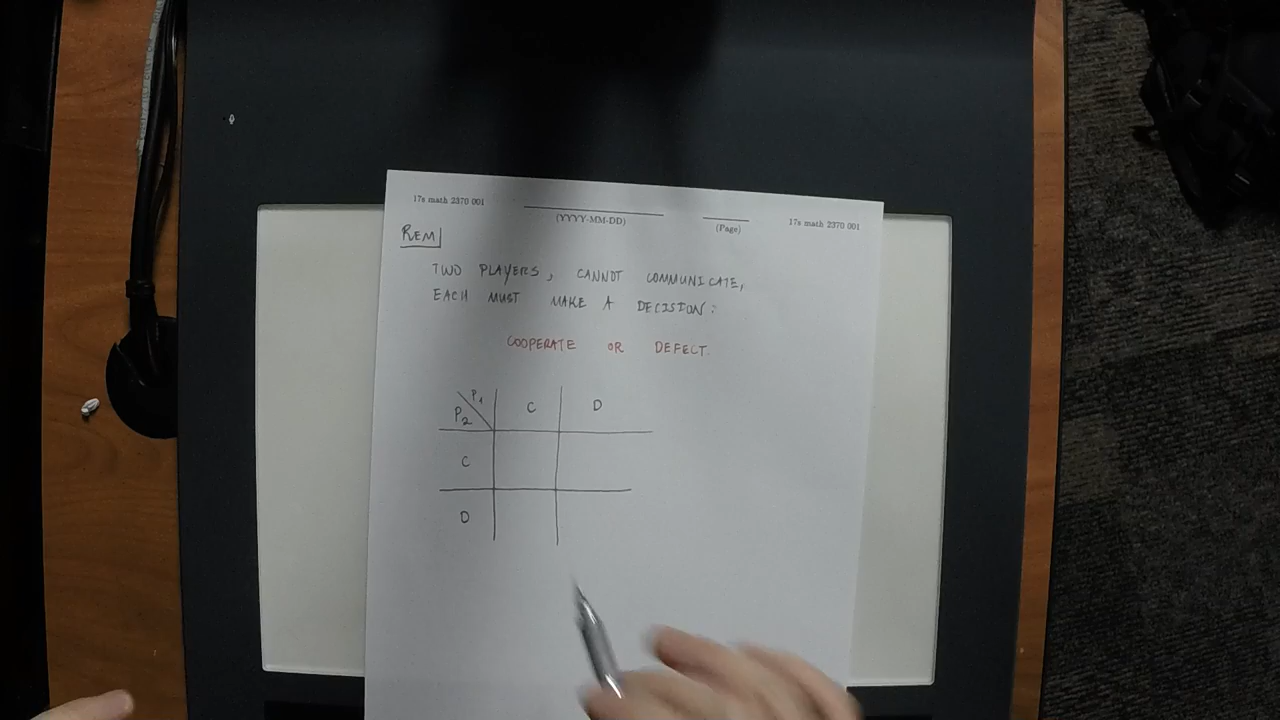 17s math 2370 001 (YYYY-MM-DD) (Page) 17s math 2370 001
REM
TWO PLAYERS, CANNOT COMMUNICATE,
EACH MUST MAKE A DECISION:
COOPERATE OR DEFECT.
P1
P2 C D
C
D